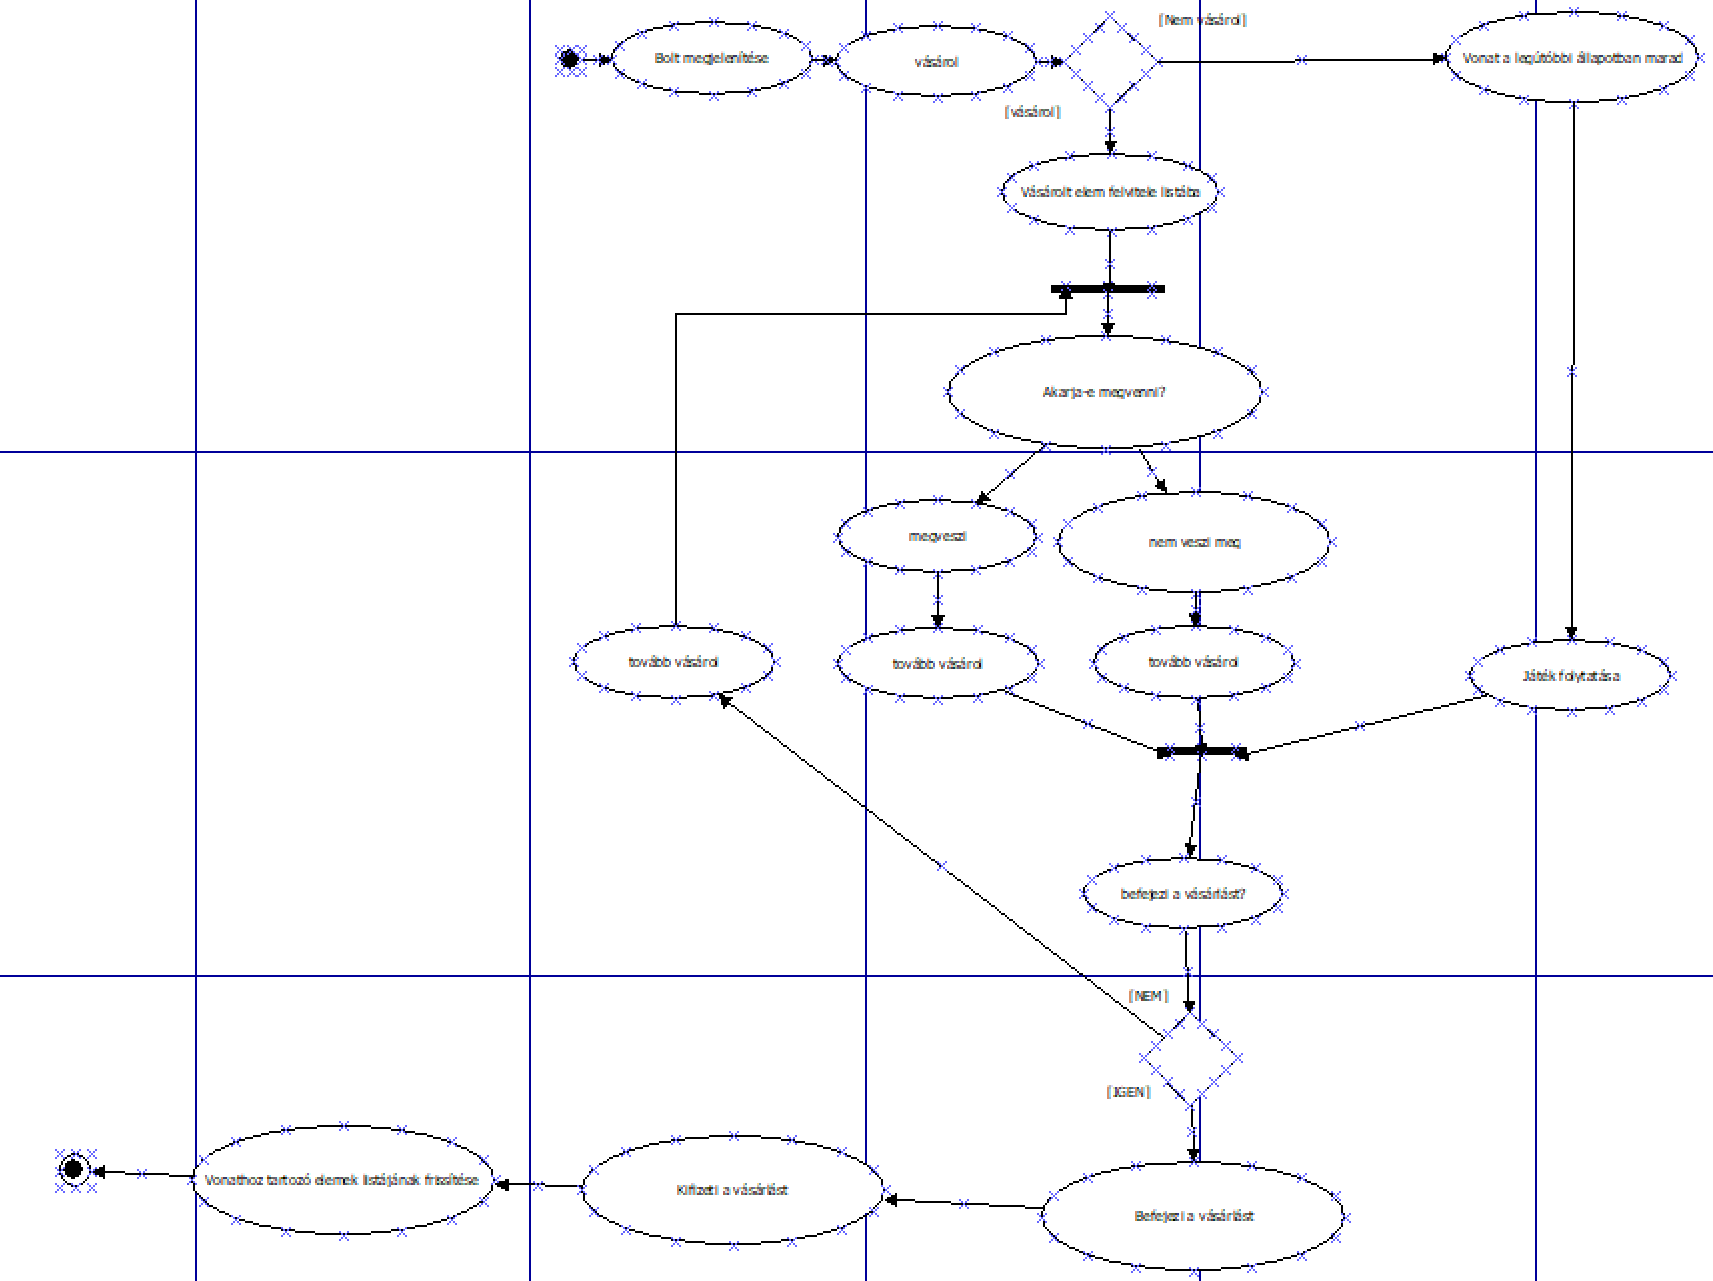 [Nem vásárol]
Bolt megjelenítése
vásárol
Vonat a legútóbbi állapotban marad
[vásárol]
Vásárolt elem felvitele listába
Akarja-e megvenni?
megveszi
nem veszi meg
tovább vásárol
tovább vásárol
tovább vásárol
Játék folytatása
befejezi a vásárlást?
[NEM]
[IGEN]
Vonathoz tartozó elemek listájának frissítése
Kifizeti a vásárlást
Befejezi a vásárlást